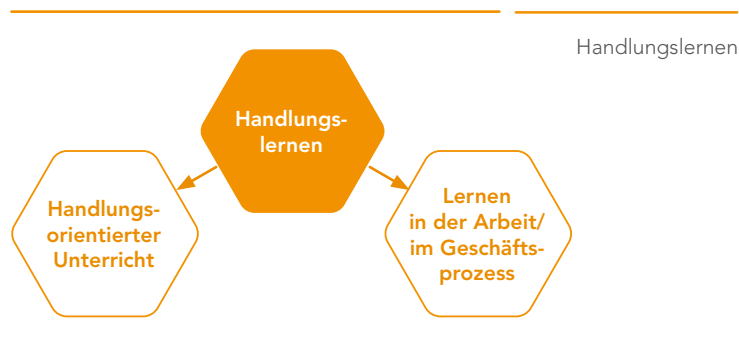 Handlungslernen
Handlungs-
lernen
Handlungs-
orientierter
Unterricht
Lernen
in der Arbeit/
im Geschäfts-
prozess